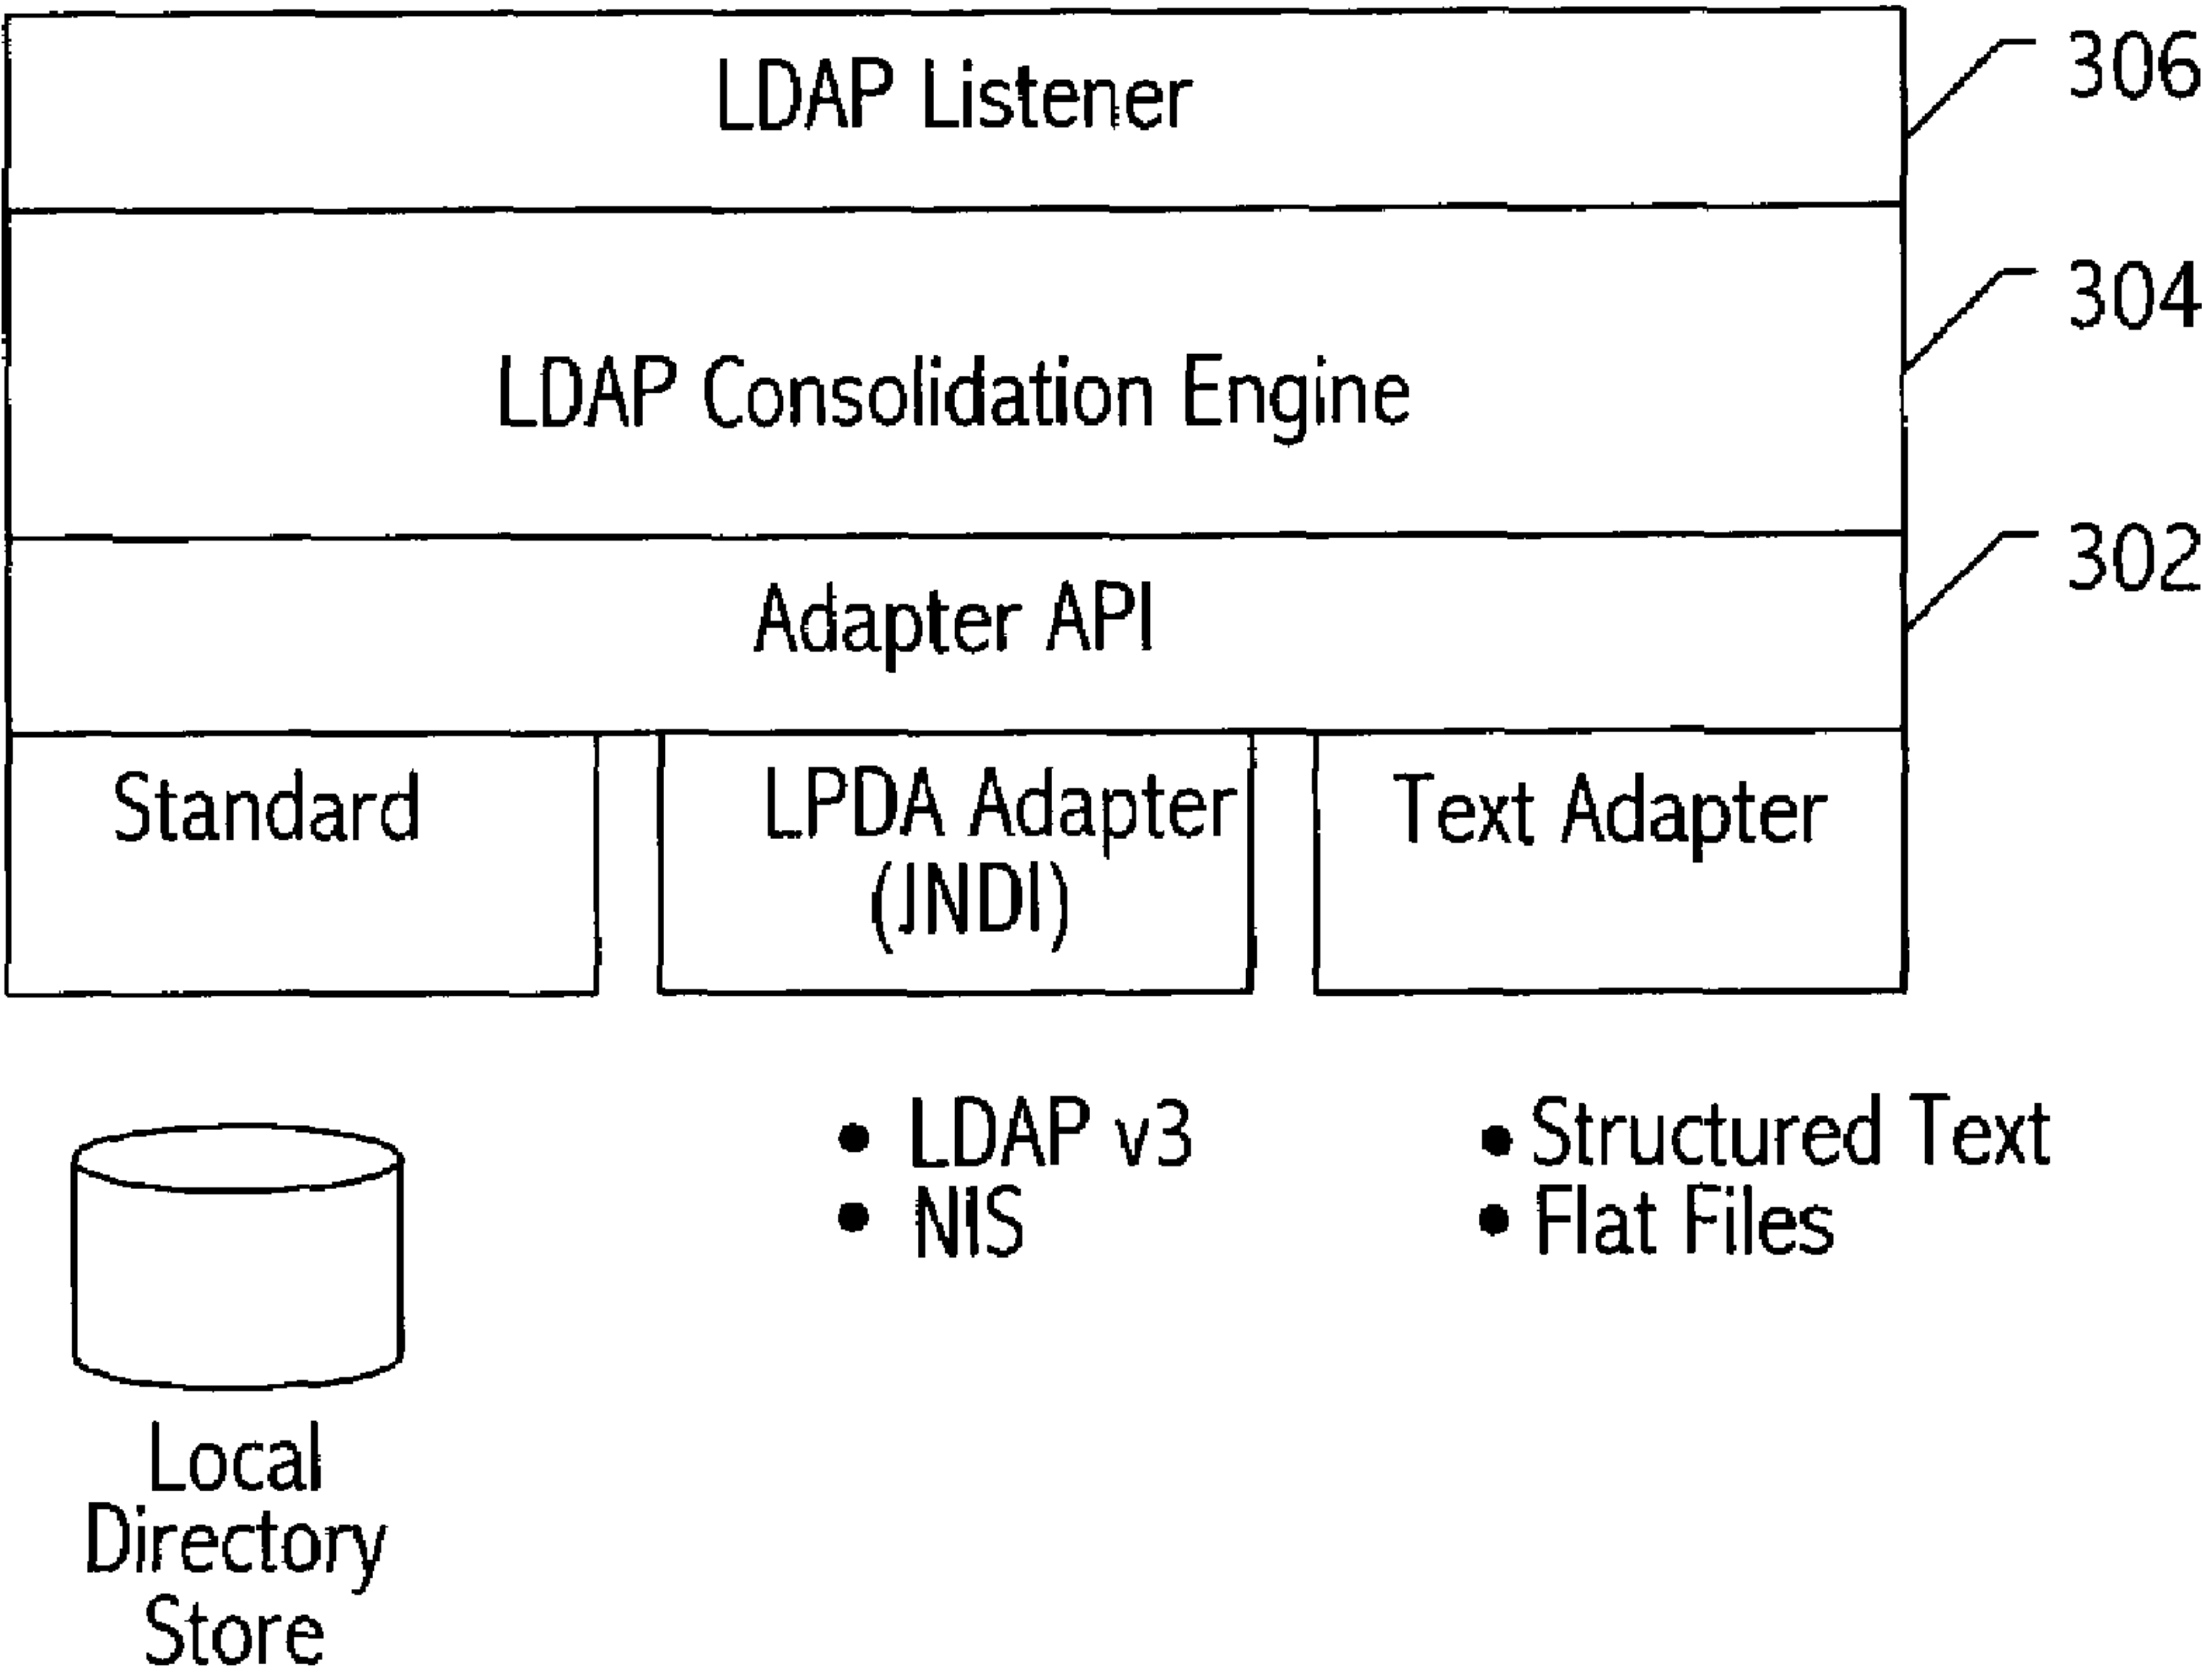 LDAP Listener
306
304
LDAP Consolidation Engine
302
Adapter API
Standard
LPDA Adapter
(JNDI)
Text Adapter
• LDAP v3
• NIS
• Structured Text
• Flat Files
Local
Directory
Store